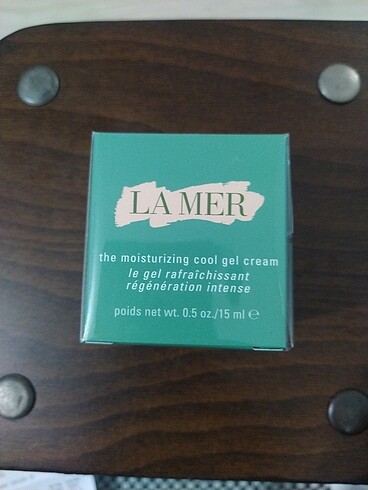 LA MER
the moisturizing cool gel cream
le gel rafraîchissant
régénération intense
poids net wt. 0.5 oz./15 ml ℮